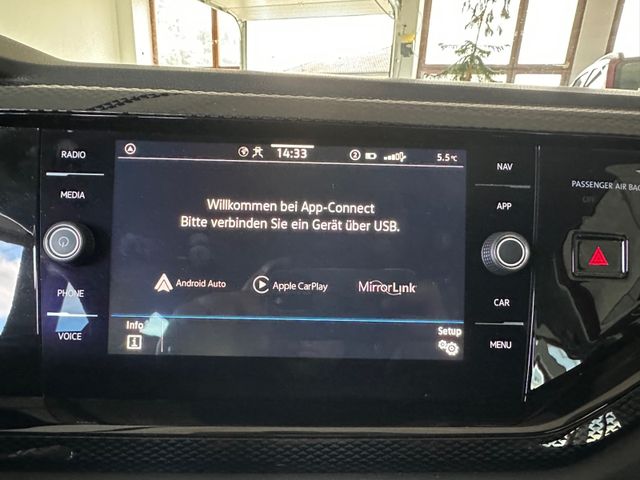 RADIO
MEDIA
PHONE
VOICE
14:33
2
5.5°C
Willkommen bei App-Connect
Bitte verbinden Sie ein Gerät über USB.
Android Auto
Apple CarPlay
MirrorLink
Info
i
Setup
NAV
APP
CAR
MENU
PASSENGER AIR BAG